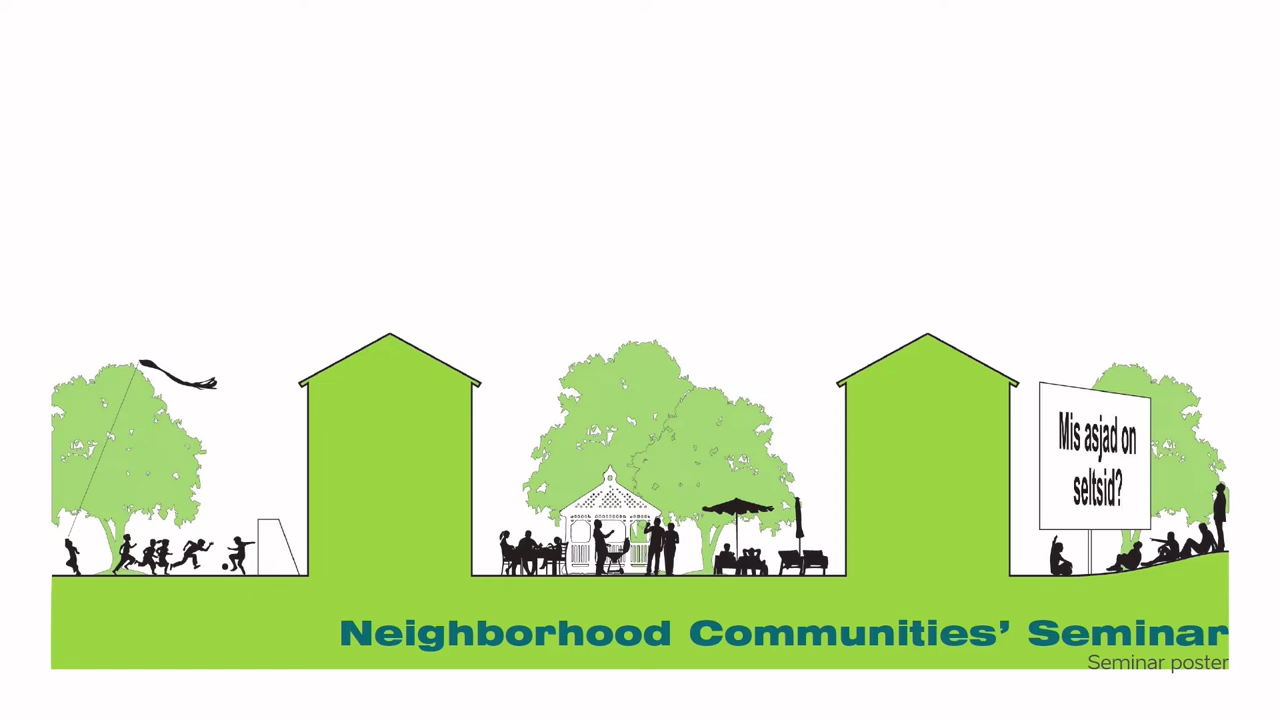 Mis asjad on
seltsid?
Neighborhood Communities’ Seminar
Seminar poster